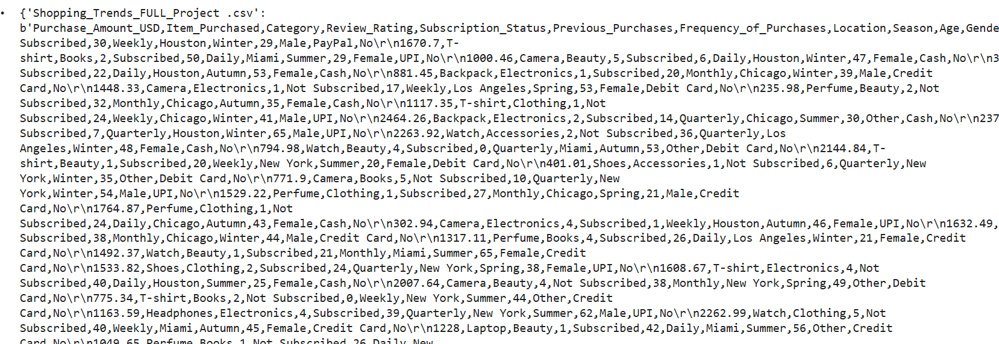 • {'Shopping_Trends_FULL_Project .csv':
b'Purchase_Amount_USD,Item_Purchased,Category,Review_Rating,Subscription_Status,Previous_Purchases,Frequency_of_Purchases,Location,Season,Age,Gende
Subscribed,30,Weekly,Houston,Winter,29,Male,PayPal,No\r\n1670.7,T-
shirt,Books,2,Subscribed,50,Daily,Miami,Summer,29,Female,UPI,No\r\n1000.46,Camera,Beauty,5,Subscribed,6,Daily,Houston,Winter,47,Female,Cash,No\r\n3
Subscribed,22,Daily,Houston,Autumn,53,Female,Cash,No\r\n881.45,Backpack,Electronics,1,Subscribed,20,Monthly,Chicago,Winter,39,Male,Credit
Card,No\r\n1448.33,Camera,Electronics,1,Not Subscribed,17,Weekly,Los Angeles,Spring,53,Female,Debit Card,No\r\n235.98,Perfume,Beauty,2,Not
Subscribed,32,Monthly,Chicago,Autumn,35,Female,Cash,No\r\n1117.35,T-shirt,Clothing,1,Not
Subscribed,24,Weekly,Chicago,Winter,41,Male,UPI,No\r\n2464.26,Backpack,Electronics,2,Subscribed,14,Quarterly,Chicago,Summer,30,Other,Cash,No\r\n237
Subscribed,7,Quarterly,Houston,Winter,65,Male,UPI,No\r\n2263.92,Watch,Accessories,2,Not Subscribed,36,Quarterly,Los
Angeles,Winter,48,Female,Cash,No\r\n794.98,Watch,Beauty,4,Subscribed,0,Quarterly,Miami,Autumn,53,Other,Debit Card,No\r\n2144.84,T-
shirt,Beauty,1,Subscribed,20,Weekly,New York,Summer,20,Female,Debit Card,No\r\n401.01,Shoes,Accessories,1,Not Subscribed,6,Quarterly,New
York,Winter,35,Other,Debit Card,No\r\n771.9,Camera,Books,5,Not Subscribed,10,Quarterly,New
York,Winter,54,Male,UPI,No\r\n1529.22,Perfume,Clothing,1,Subscribed,27,Monthly,Chicago,Spring,21,Male,Credit
Card,No\r\n1764.87,Perfume,Clothing,1,Not
Subscribed,24,Daily,Chicago,Autumn,43,Female,Cash,No\r\n302.94,Camera,Electronics,4,Subscribed,1,Weekly,Houston,Autumn,46,Female,UPI,No\r\n1632.49,
Subscribed,38,Monthly,Chicago,Winter,44,Male,Credit Card,No\r\n1317.11,Perfume,Books,4,Subscribed,26,Daily,Los Angeles,Winter,21,Female,Credit
Card,No\r\n1492.37,Watch,Beauty,1,Subscribed,21,Monthly,Miami,Summer,65,Female,Credit
Card,No\r\n1533.82,Shoes,Clothing,2,Subscribed,24,Quarterly,New York,Spring,38,Female,UPI,No\r\n1608.67,T-shirt,Electronics,4,Not
Subscribed,40,Daily,Houston,Summer,25,Female,Cash,No\r\n2007.64,Camera,Beauty,4,Not Subscribed,38,Monthly,New York,Spring,49,Other,Debit
Card,No\r\n775.34,T-shirt,Books,2,Not Subscribed,0,Weekly,New York,Summer,44,Other,Credit
Card,No\r\n1163.59,Headphones,Electronics,4,Subscribed,39,Quarterly,New York,Summer,62,Male,UPI,No\r\n2262.99,Watch,Clothing,5,Not
Subscribed,40,Weekly,Miami,Autumn,45,Female,Credit Card,No\r\n1228,Laptop,Beauty,1,Subscribed,42,Daily,Miami,Summer,56,Other,Credit
Card,No\r\n1049.65,Perfume,Books,1,Not Subscribed,26,Daily,New